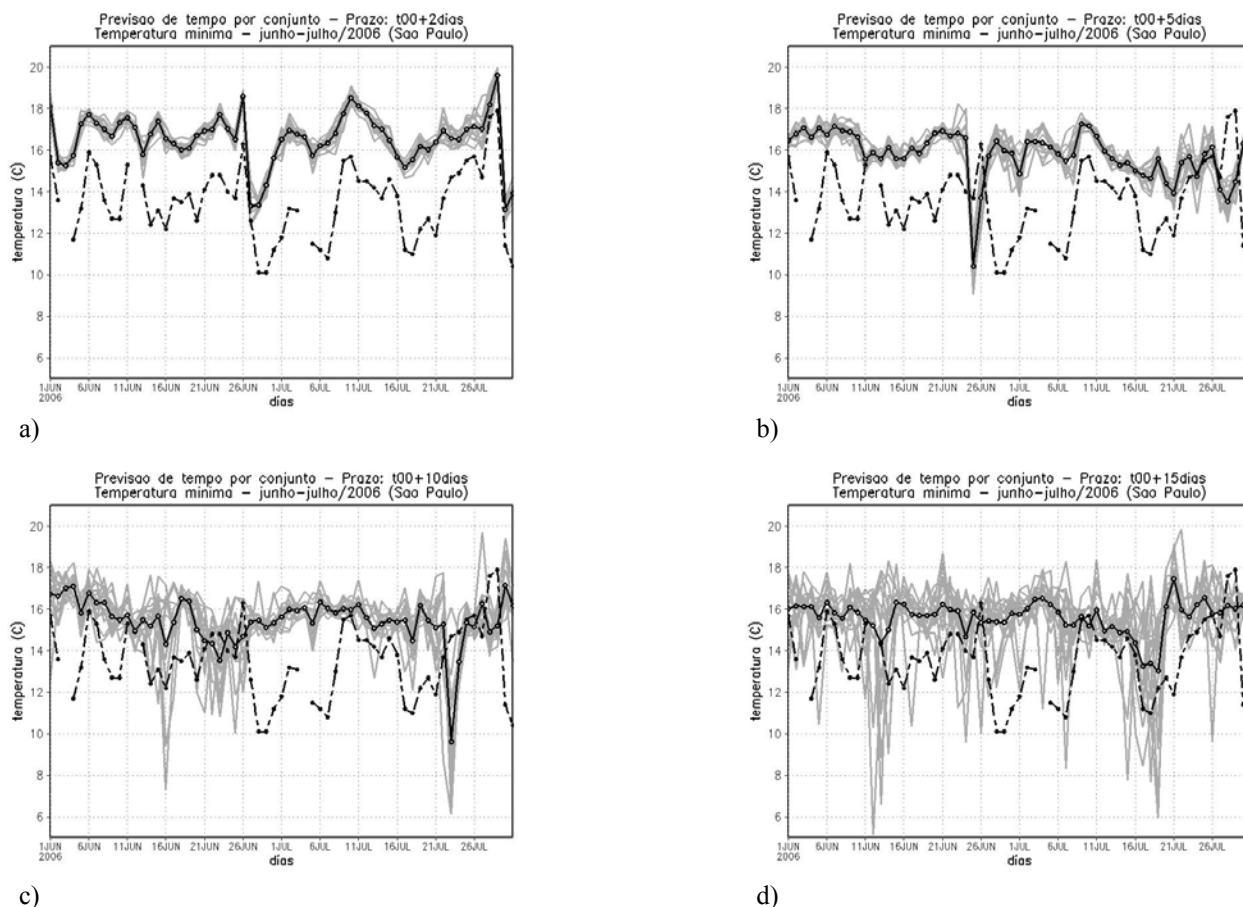 Previsao de tempo por conjunto – Prazo: t00+2dias
Temperatura minima – junho-julho/2006 (Sao Paulo)
temperatura (C)
20
18
16
14
12
10
8
6
1JUN 6JUN 11JUN 16JUN 21JUN 26JUN 1JUL 6JUL 11JUL 16JUL 21JUL 26JUL
2006
días
a)
Previsao de tempo por conjunto – Prazo: t00+5dias
Temperatura minima – junho-julho/2006 (Sao Paulo)
temperatura (C)
20
18
16
14
12
10
8
6
1JUN 6JUN 11JUN 16JUN 21JUN 26JUN 1JUL 6JUL 11JUL 16JUL 21JUL 26JUL
2006
días
b)
Previsao de tempo por conjunto – Prazo: t00+10dias
Temperatura minima – junho-julho/2006 (Sao Paulo)
temperatura (C)
20
18
16
14
12
10
8
6
1JUN 6JUN 11JUN 16JUN 21JUN 26JUN 1JUL 6JUL 11JUL 16JUL 21JUL 26JUL
2006
días
c)
Previsao de tempo por conjunto – Prazo: t00+15dias
Temperatura minima – junho-julho/2006 (Sao Paulo)
temperatura (C)
20
18
16
14
12
10
8
6
1JUN 6JUN 11JUN 16JUN 21JUN 26JUN 1JUL 6JUL 11JUL 16JUL 21JUL 26JUL
2006
días
d)